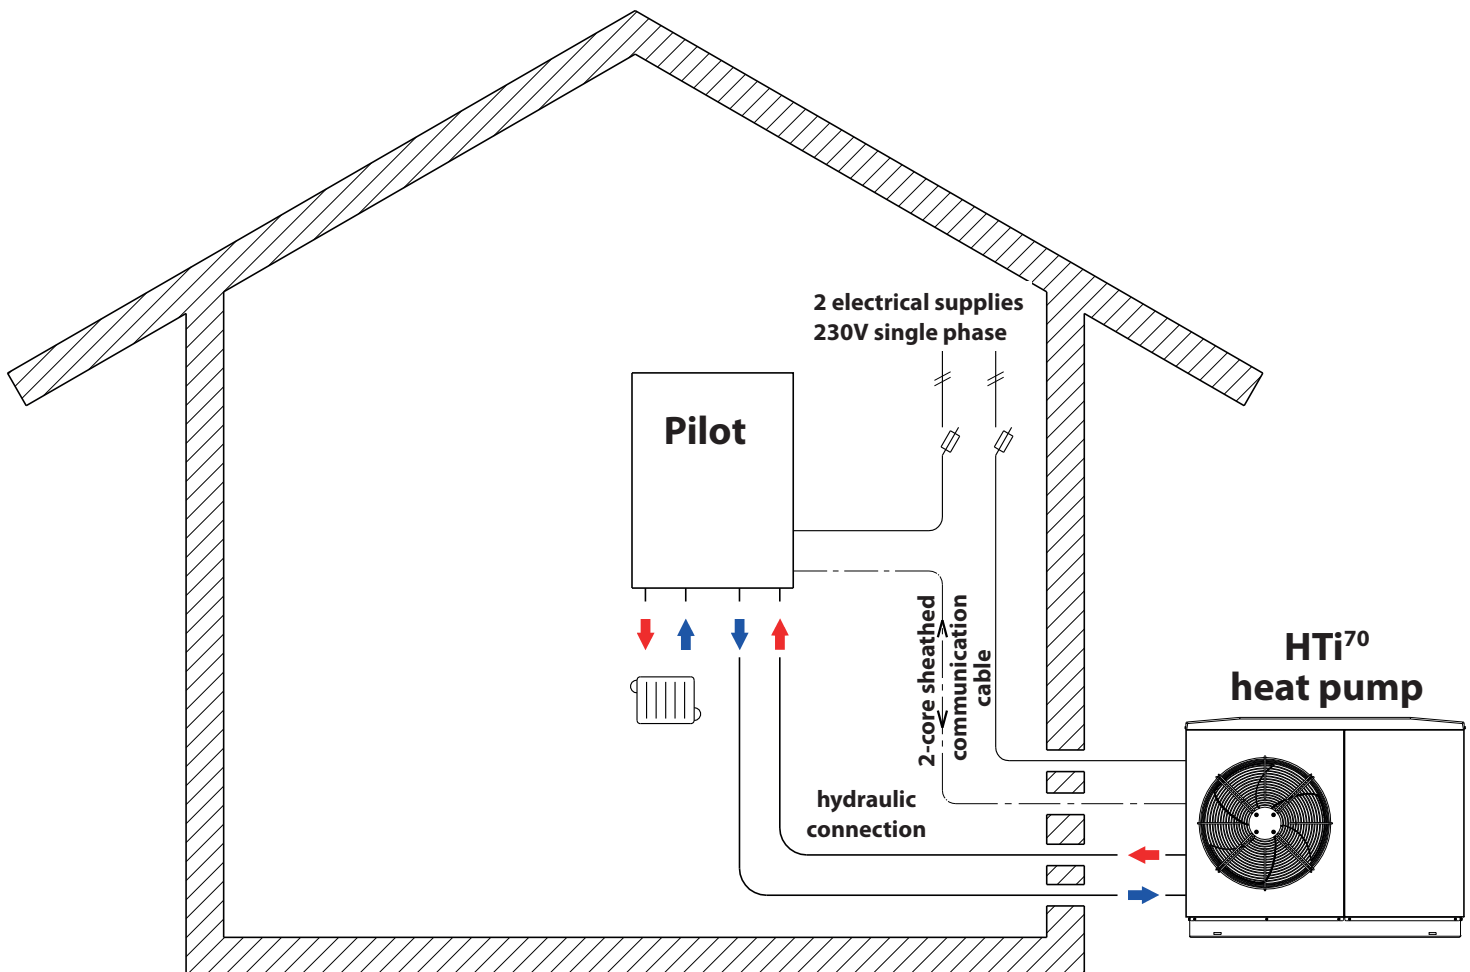 2 electrical supplies
230V single phase
Pilot
2-core sheathed
communication
cable
HTi⁷⁰
heat pump
hydraulic
connection